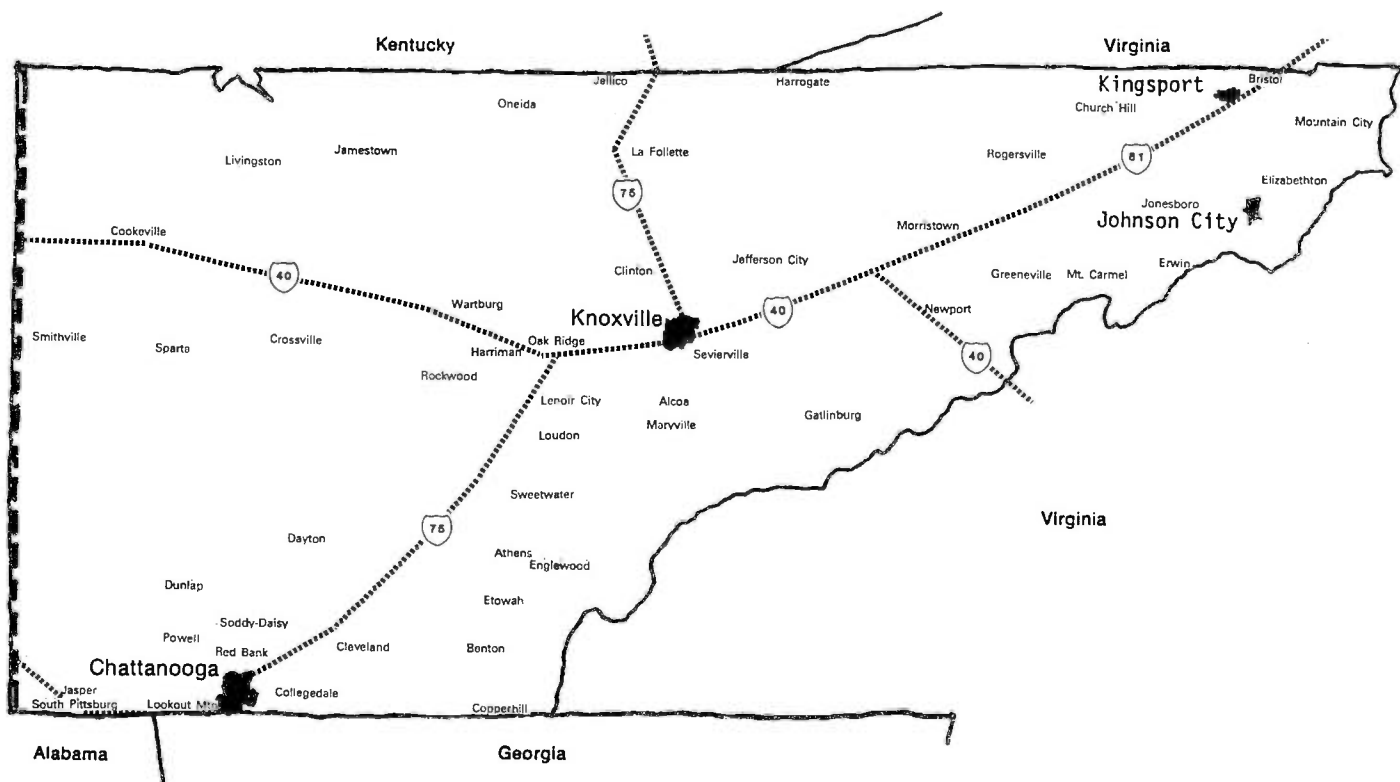 Kentucky
Virginia
Jellico
Harrogate
Kingsport
Bristol
Oneida
Church Hill
Mountain City
Livingston
Jamestown
La Follette
Rogersville
81
75
Elizabethton
Jonesboro
Johnson City
Cookeville
Morristown
40
Clinton
Jefferson City
Greeneville
Mt. Carmel
Erwin
Wartburg
Knoxville
40
Newport
Smithville
Sparta
Crossville
Harriman
Oak Ridge
Sevierville
40
Rockwood
Lenoir City
Alcoa
Gatlinburg
Loudon
Maryville
Sweetwater
75
Virginia
Dayton
Athens
Englewood
Dunlap
Etowah
Soddy-Daisy
Powell
Red Bank
Cleveland
Benton
Chattanooga
Jasper
Collegedale
South Pittsburg
Lookout Mtn
Copperhill
Alabama
Georgia